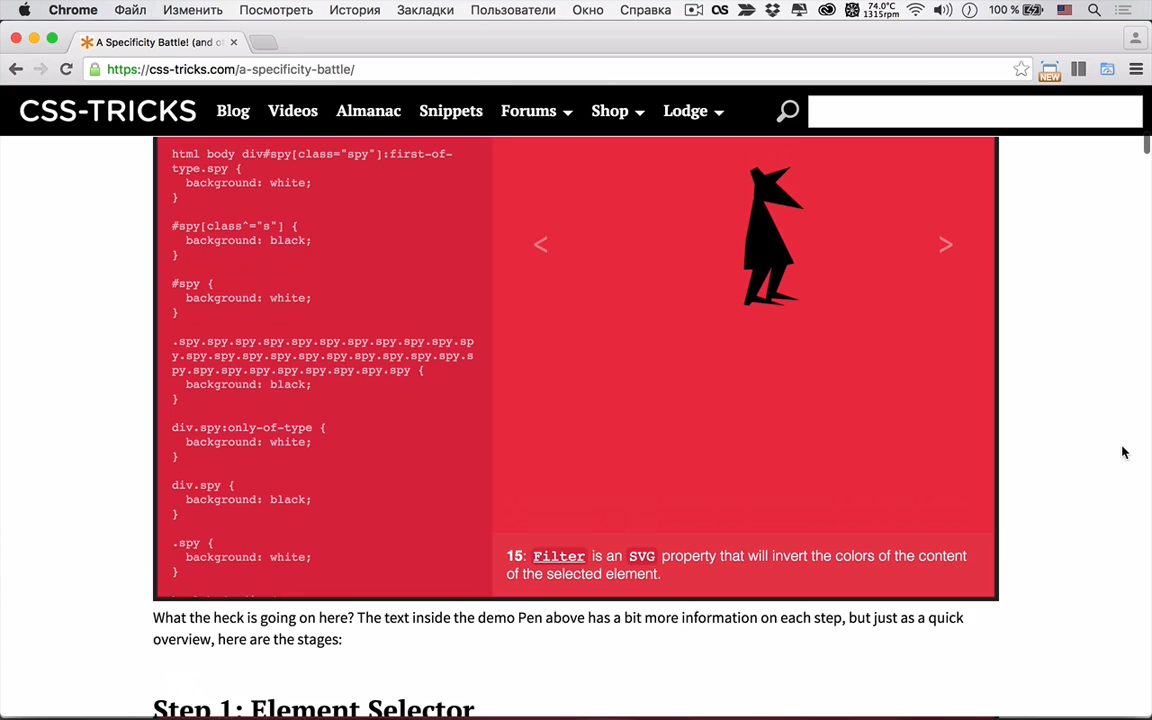 Chrome Файл Изменить Посмотреть История Закладки Пользователи Окно Справка 74.0°C 1315rpm 100 %
A Specificity Battle! (and o
https://css-tricks.com/a-specificity-battle/
NEW
CSS-TRICKS Blog Videos Almanac Snippets Forums Shop Lodge
html body div#spy[class="spy"]:first-of-
type.spy {
background: white;
}
#spy[class^="s"] {
background: black;
}
#spy {
background: white;
}
.spy.spy.spy.spy.spy.spy.spy.spy.spy.spy.sp
y.spy.spy.spy.spy.spy.spy.spy.spy.spy.spy.s
py.spy.spy.spy.spy.spy.spy.spy.spy {
background: black;
}
div.spy:only-of-type {
background: white;
}
div.spy {
background: black;
}
.spy {
background: white;
}
< >
15: Filter is an SVG property that will invert the colors of the content
of the selected element.
What the heck is going on here? The text inside the demo Pen above has a bit more information on each step, but just as a quick
overview, here are the stages:
Step 1: Element Selector